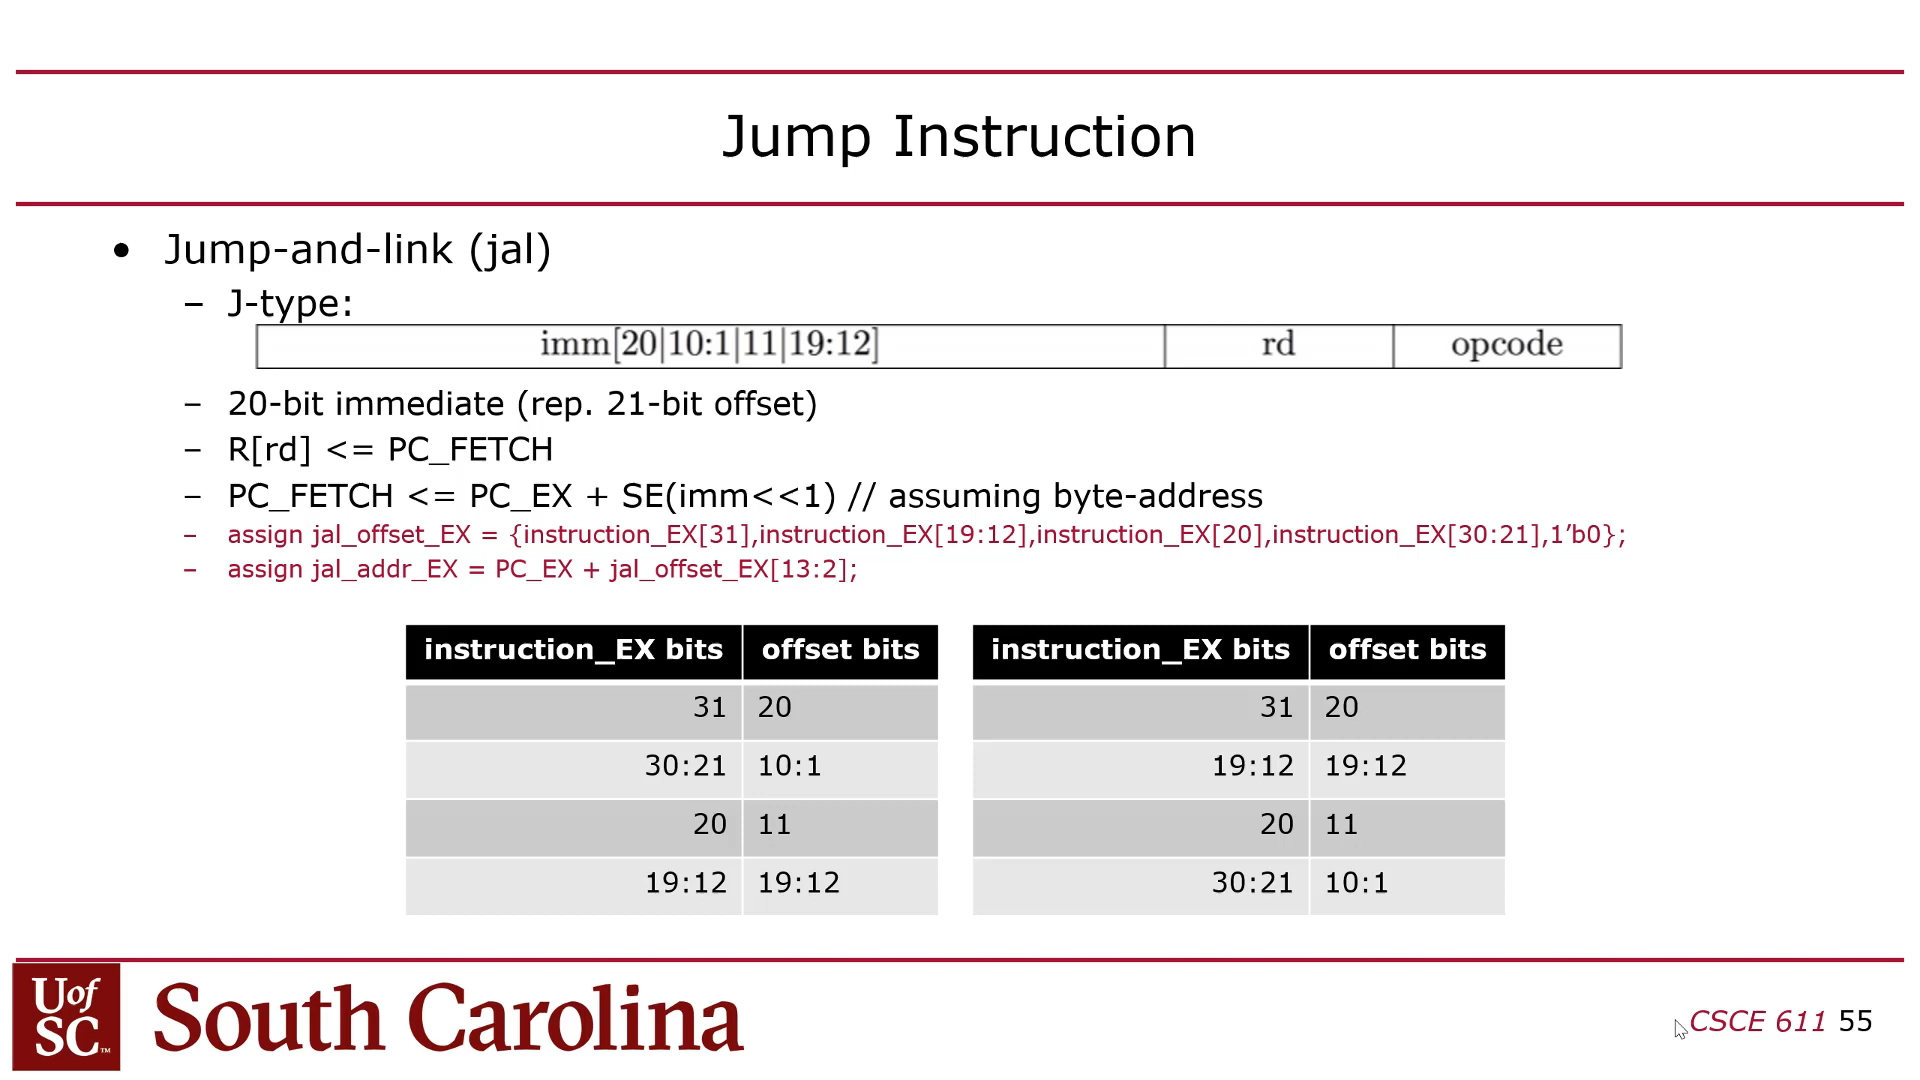 Jump Instruction
• Jump-and-link (jal)
– J-type:
imm[20|10:1|11|19:12] rd opcode
– 20-bit immediate (rep. 21-bit offset)
– R[rd] <= PC_FETCH
– PC_FETCH <= PC_EX + SE(imm<<1) // assuming byte-address
– assign jal_offset_EX = {instruction_EX[31],instruction_EX[19:12],instruction_EX[20],instruction_EX[30:21],1’b0};
– assign jal_addr_EX = PC_EX + jal_offset_EX[13:2];
instruction_EX bits offset bits
31 20
30:21 10:1
20 11
19:12 19:12
instruction_EX bits offset bits
31 20
19:12 19:12
20 11
30:21 10:1
Uof
SC™
South Carolina
CSCE 611 55